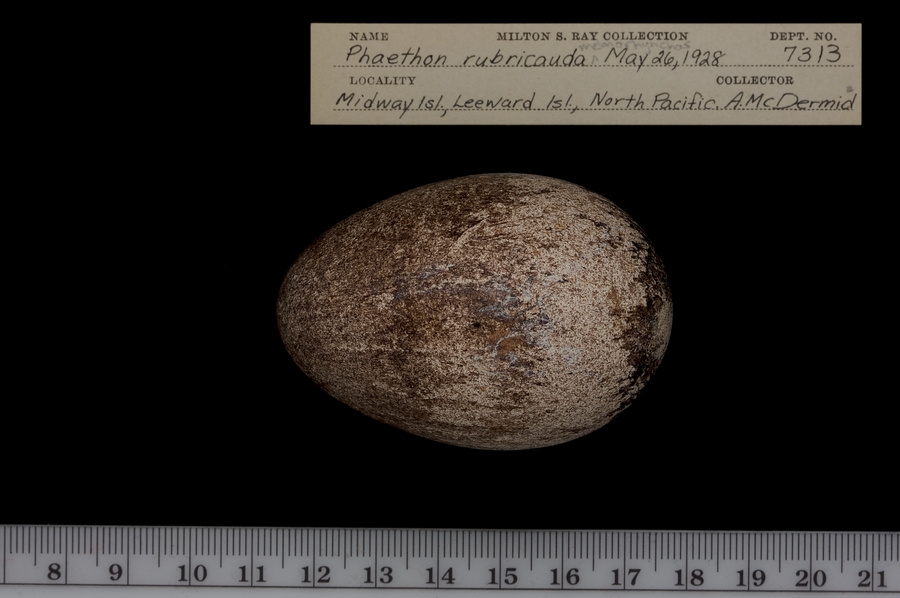 NAME MILTON S. RAY COLLECTION DEPT. NO.
Phaethon rubricauda May 26, 1928 7313
LOCALITY COLLECTOR
Midway Isl., Leeward Isl., North Pacific. A.McDermid
8 9 10 11 12 13 14 15 16 17 18 19 20 21